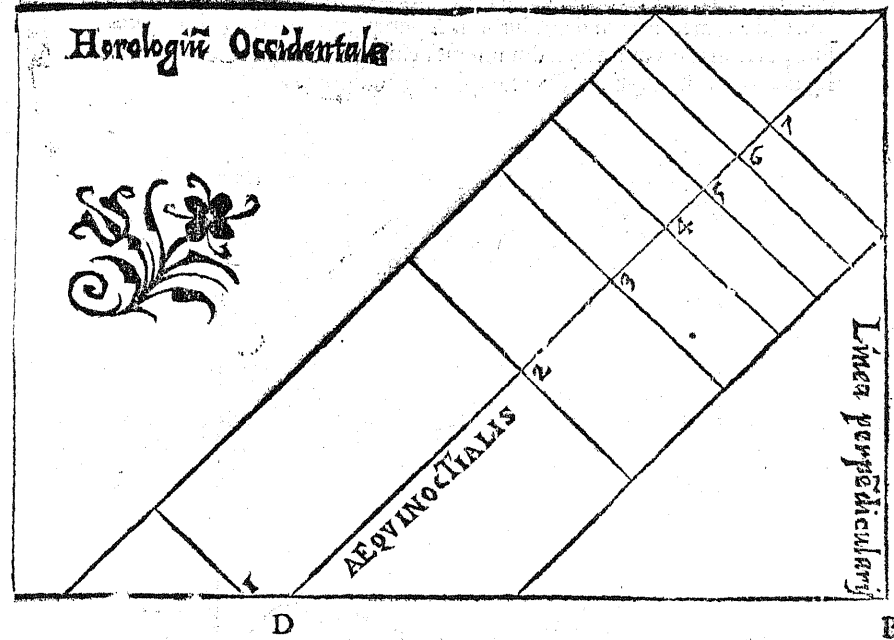 Horologiũ Occidentale
7
6
5
4
3
2
AEQVINOCTIALIS
1
Linea perpẽdicularis
D